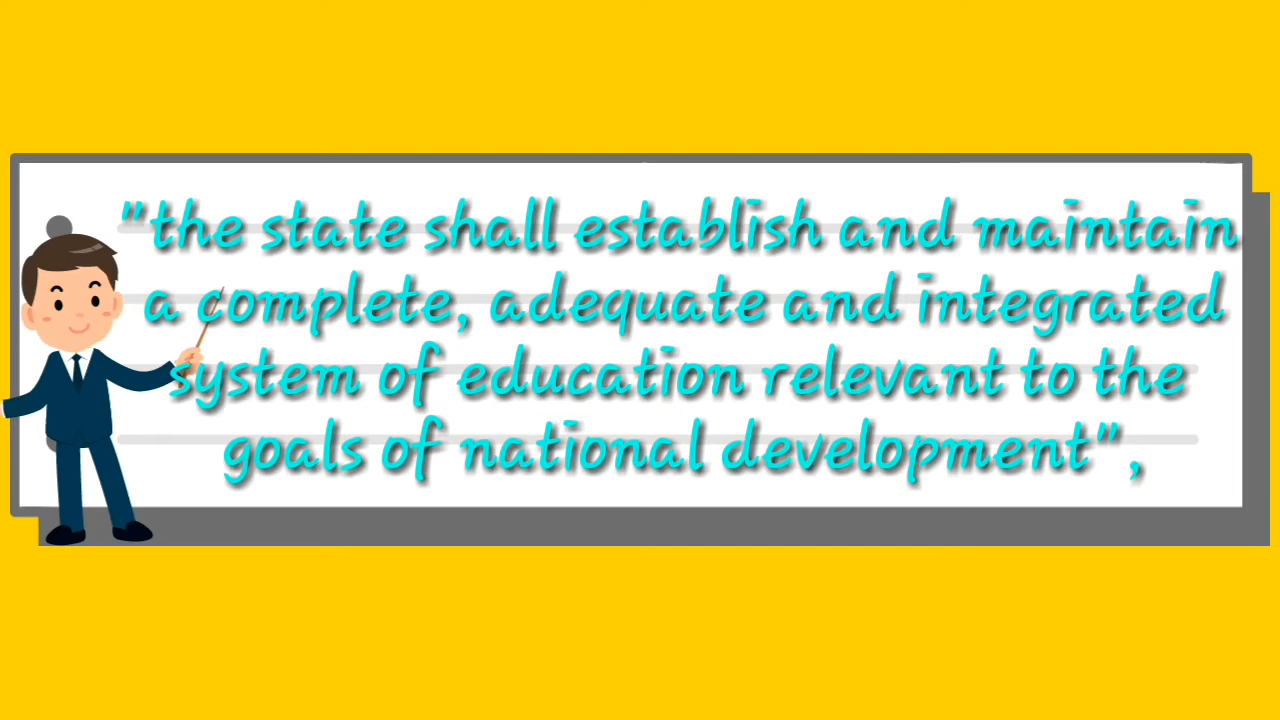 "the state shall establish and maintain
a complete, adequate and integrated
system of education relevant to the
goals of national development",